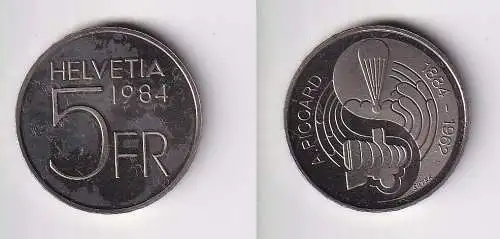 HELVETIA
1984
5 FR
A. PICCARD
1884 - 1962